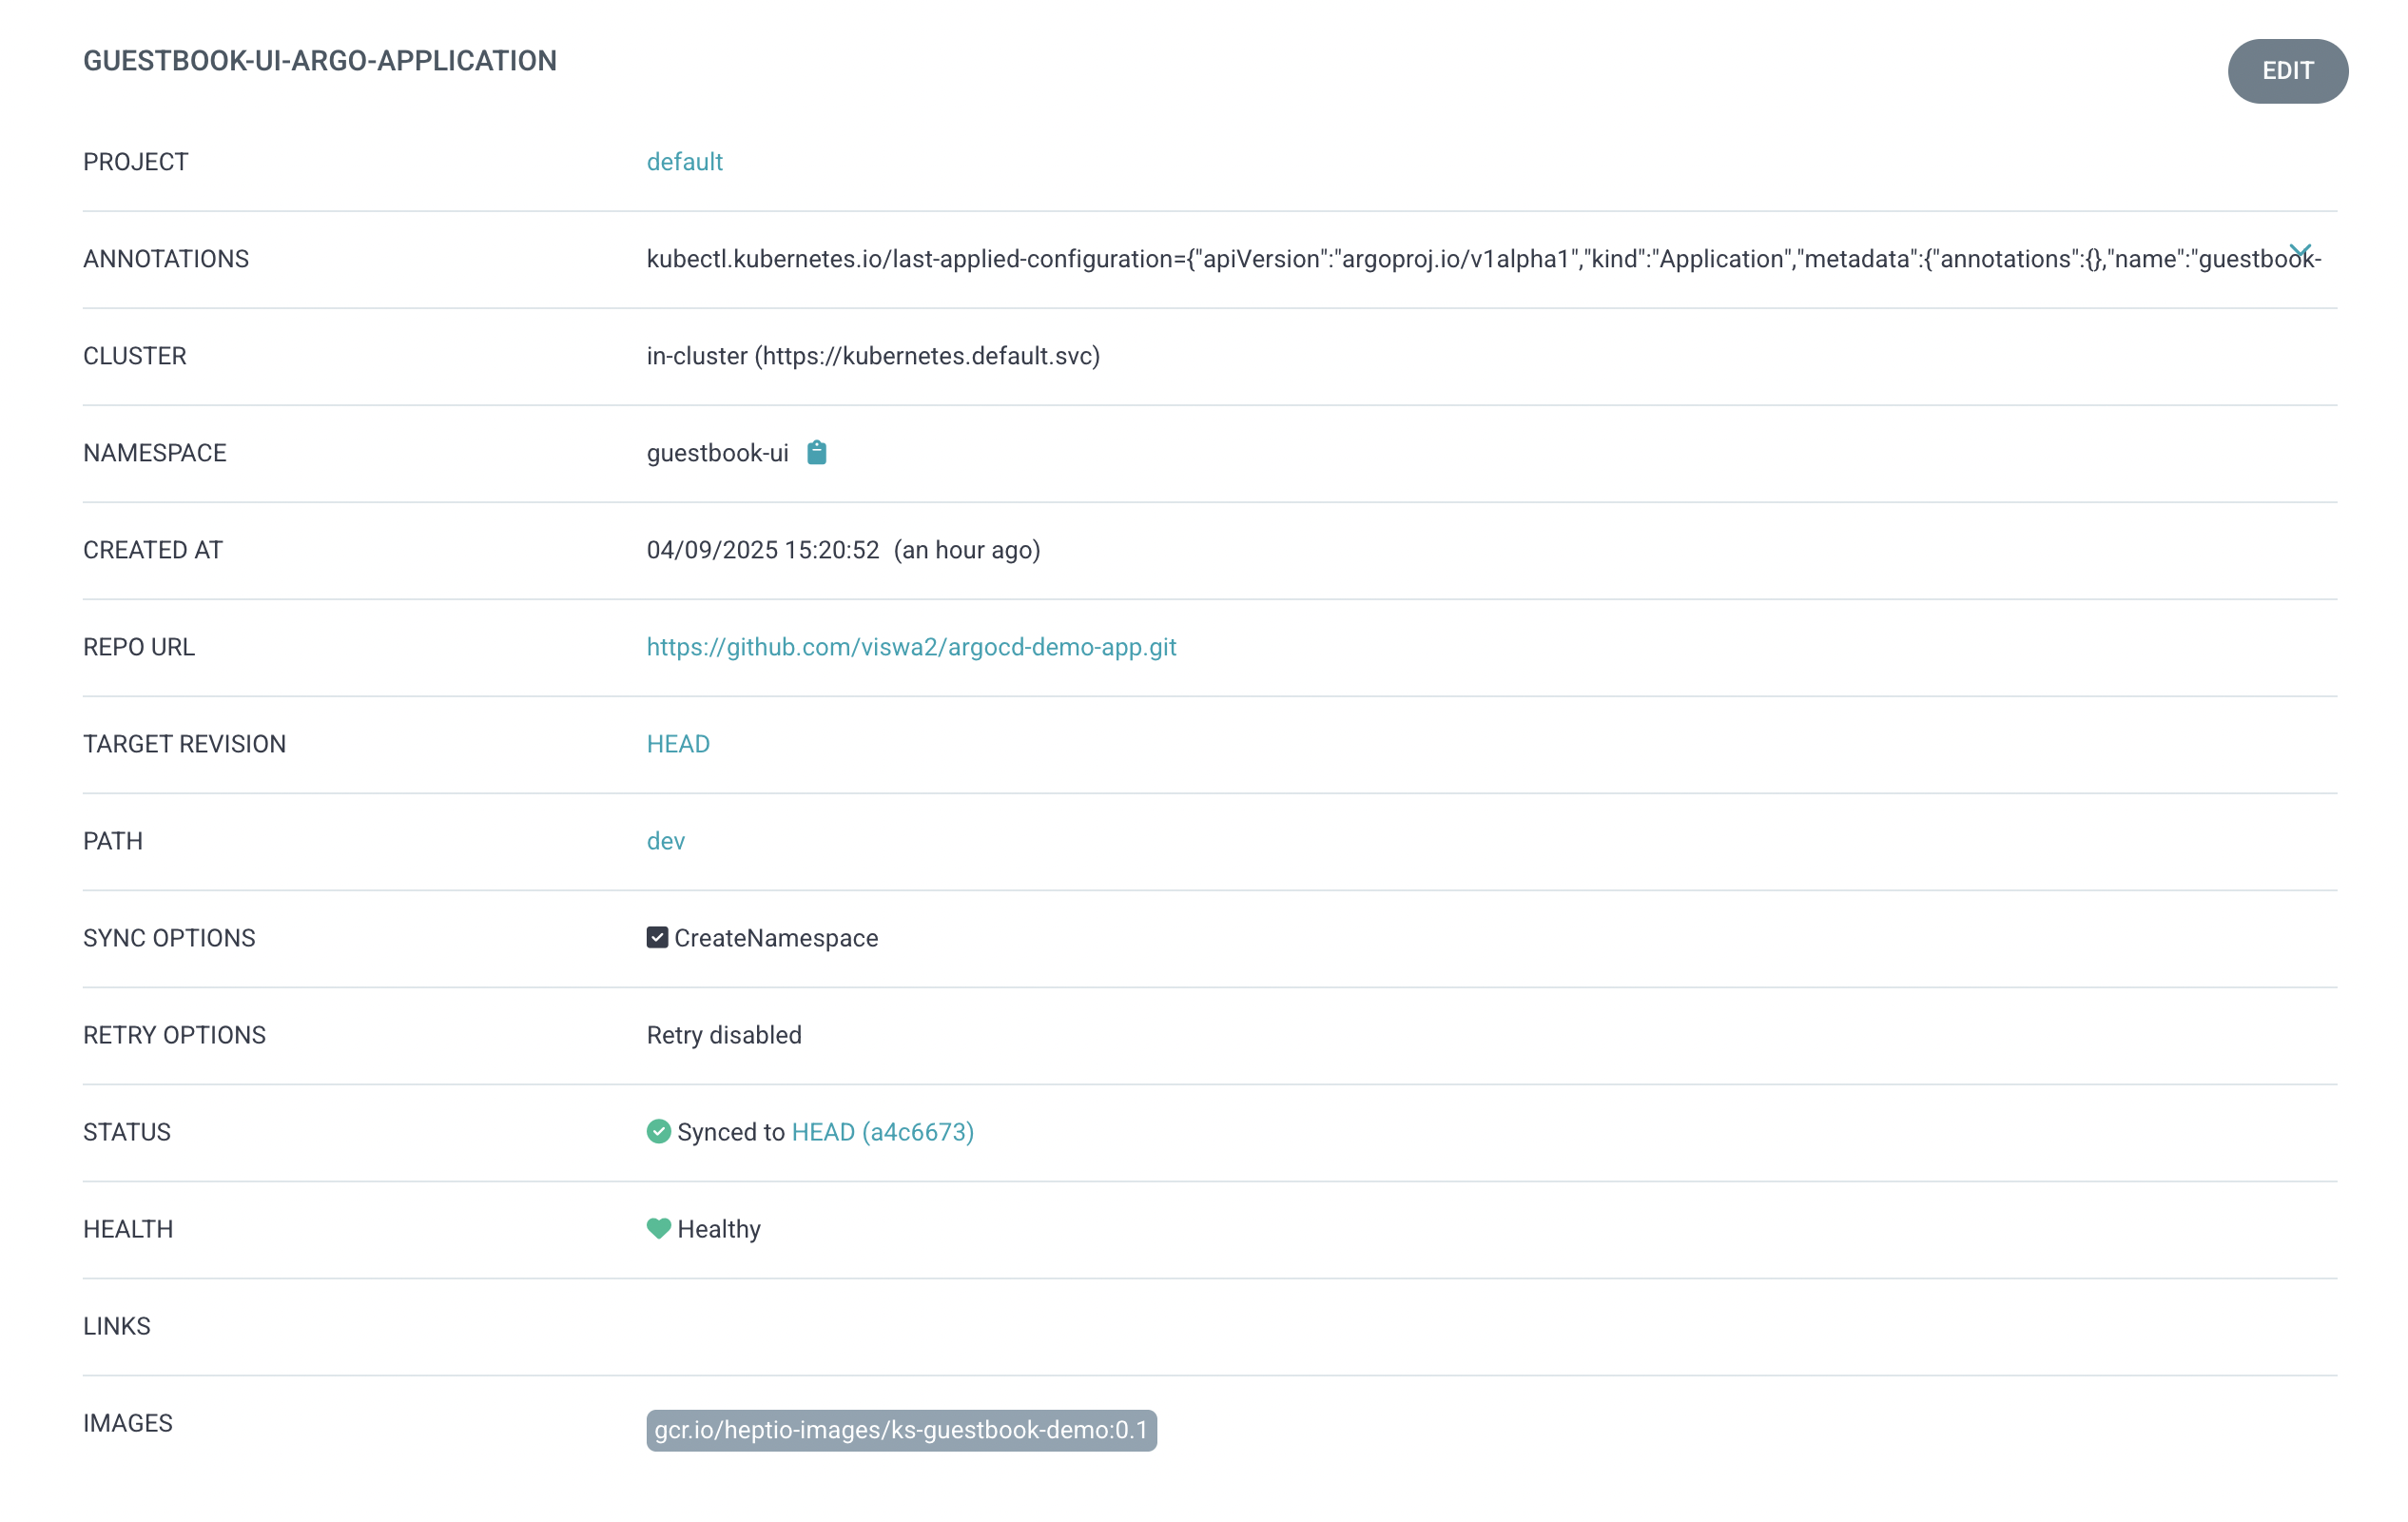 GUESTBOOK-UI-ARGO-APPLICATION
EDIT
PROJECT default
ANNOTATIONS kubectl.kubernetes.io/last-applied-configuration={"apiVersion":"argoproj.io/v1alpha1","kind":"Application","metadata":{"annotations":{},"name":"guestbook-
CLUSTER in-cluster (https://kubernetes.default.svc)
NAMESPACE guestbook-ui
CREATED AT 04/09/2025 15:20:52 (an hour ago)
REPO URL https://github.com/viswa2/argocd-demo-app.git
TARGET REVISION HEAD
PATH dev
SYNC OPTIONS CreateNamespace
RETRY OPTIONS Retry disabled
STATUS Synced to HEAD (a4c6673)
HEALTH Healthy
LINKS
IMAGES gcr.io/heptio-images/ks-guestbook-demo:0.1